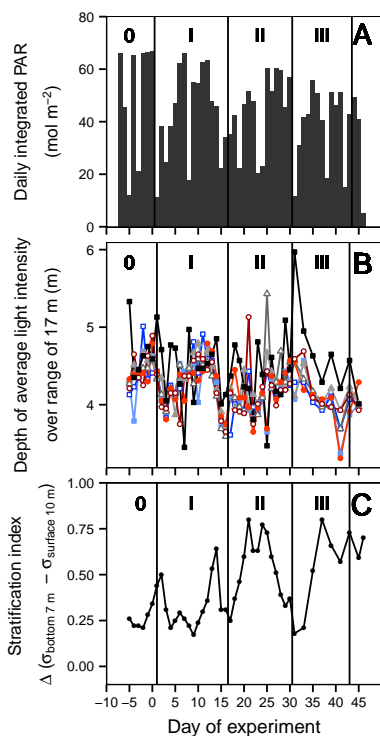 0 I II III A
80
60
40
20
0
Daily integrated PAR
(mol m−2)
0 I II III B
6
5
4
Depth of average light intensity
over range of 17 m (m)
0 I II III C
1.00
0.75
0.50
0.25
0.00
Stratification index
Δ (σbottom 7 m − σsurface 10 m)
−10 −5 0 5 10 15 20 25 30 35 40 45
Day of experiment